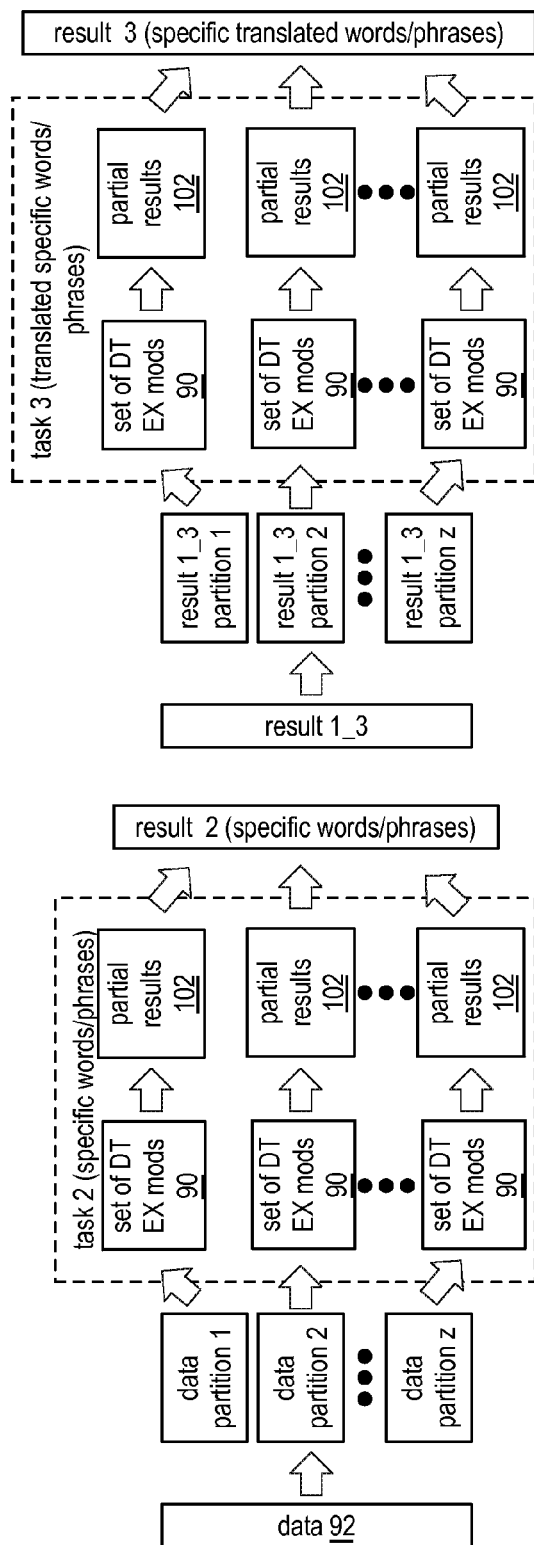 data 92
data
partition 1
data
partition 2
data
partition z
task 2 (specific words/phrases)
set of DT
EX mods
90
partial
results
102
set of DT
EX mods
90
partial
results
102
set of DT
EX mods
90
partial
results
102
result 2 (specific words/phrases)
result 1_3
result 1_3
partition 1
result 1_3
partition 2
result 1_3
partition z
task 3 (translated specific words/
phrases)
set of DT
EX mods
90
partial
results
102
set of DT
EX mods
90
partial
results
102
set of DT
EX mods
90
partial
results
102
result 3 (specific translated words/phrases)